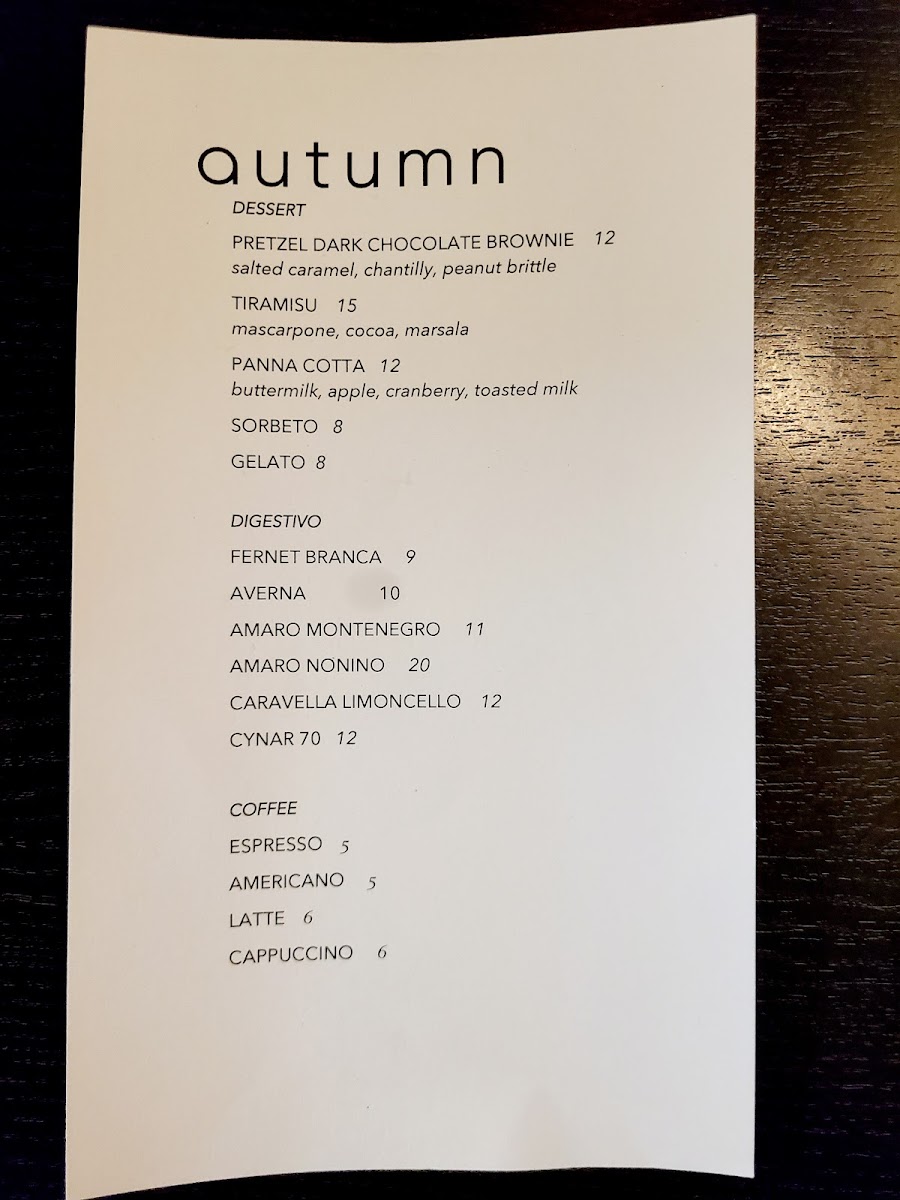 autumn
DESSERT
PRETZEL DARK CHOCOLATE BROWNIE 12
salted caramel, chantilly, peanut brittle
TIRAMISU 15
mascarpone, cocoa, marsala
PANNA COTTA 12
buttermilk, apple, cranberry, toasted milk
SORBETO 8
GELATO 8
DIGESTIVO
FERNET BRANCA 9
AVERNA 10
AMARO MONTENEGRO 11
AMARO NONINO 20
CARAVELLA LIMONCELLO 12
CYNAR 70 12
COFFEE
ESPRESSO 5
AMERICANO 5
LATTE 6
CAPPUCCINO 6